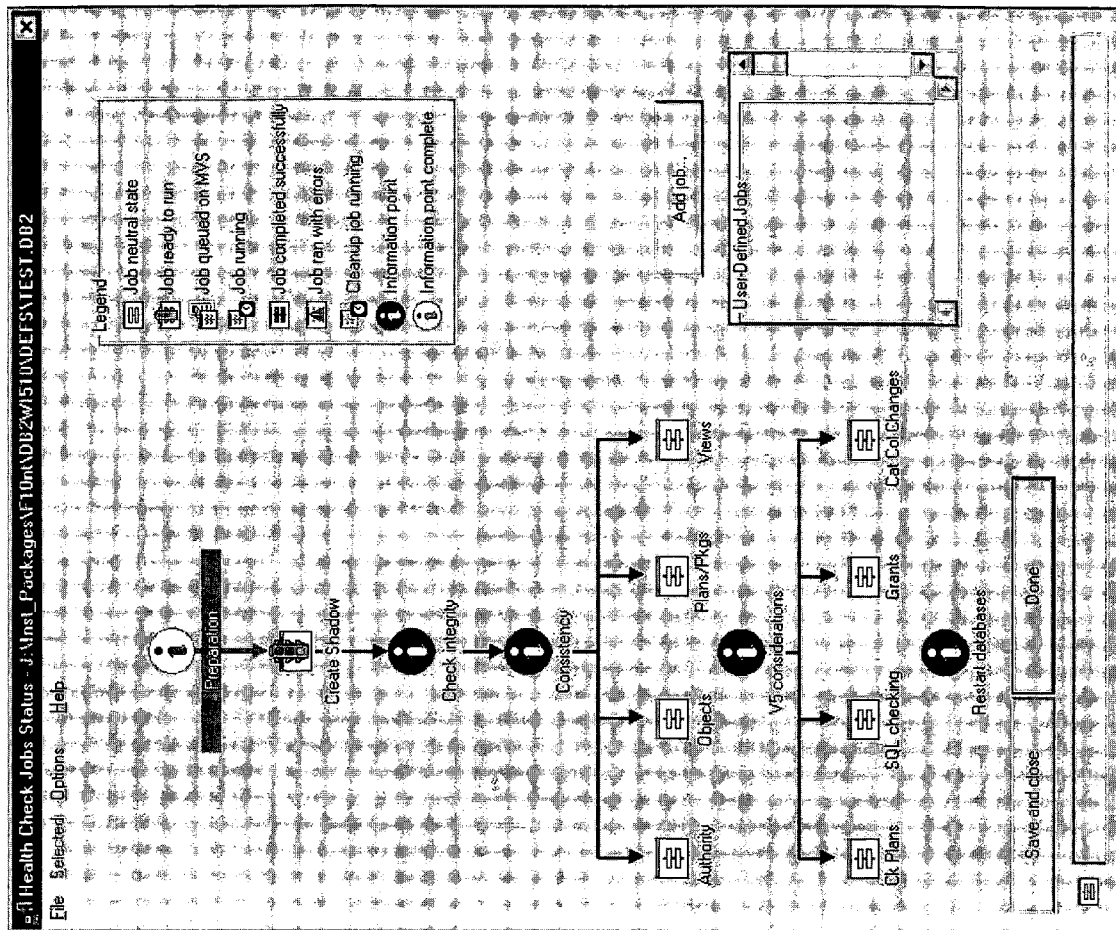 Health Check Jobs Status - J:\Inst_Packages\F10nt\DB2WI510\DEFS\TEST.DB2
File Selected Options Help
Preparation
Create Shadow
Check integrity
Consistency
Authority
Objects
Plans/Pkgs
Views
V5 considerations
Ck Plans
SQL checking
Grants
Cat Col Changes
Restart databases
Save and close
Done
Legend
Job neutral state
Job ready to run
Job queued on MVS
Job running
Job completed successfully
Job ran with errors
Cleanup job running
Information point
Information point complete
Add job...
User-Defined Jobs